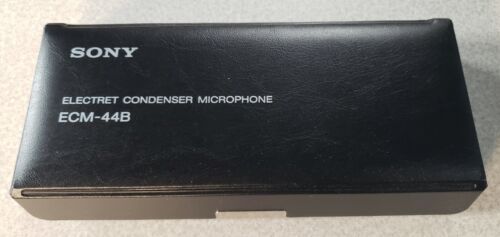 SONY
ELECTRET CONDENSER MICROPHONE
ECM-44B